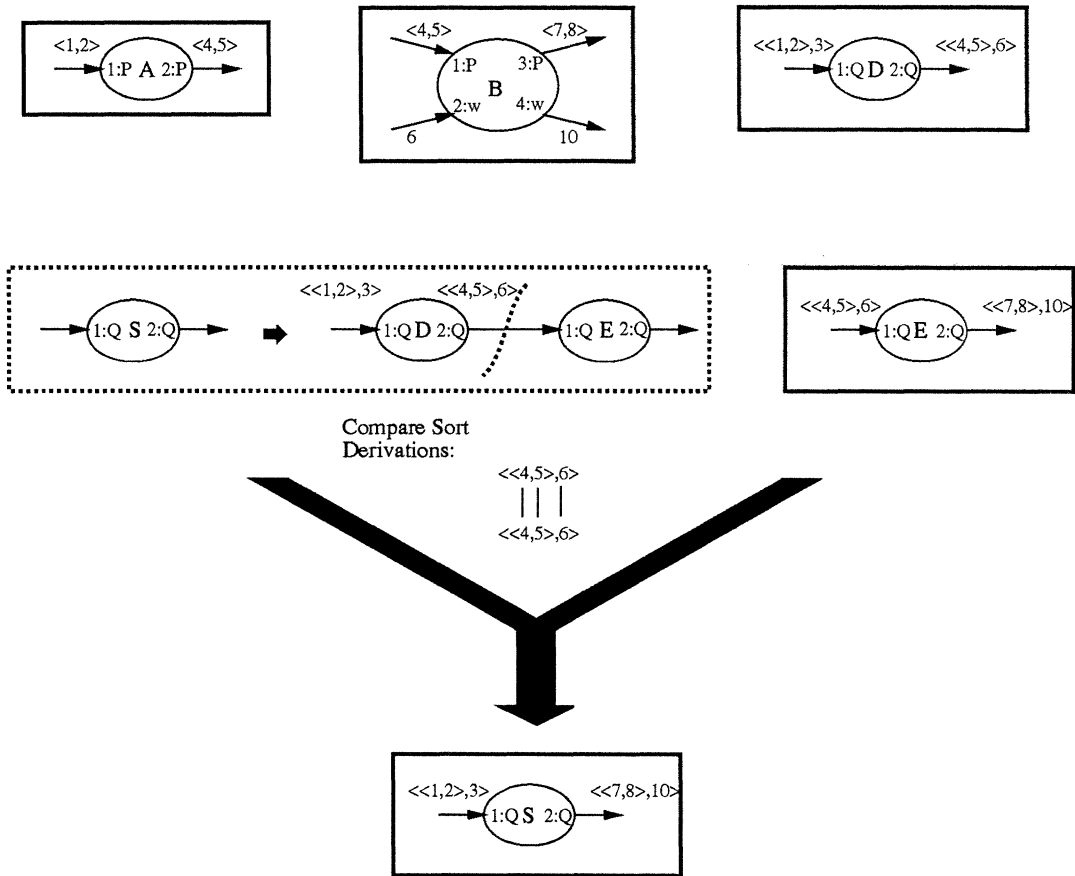 <1,2> <4,5>
1:P A 2:P
<4,5> <7,8>
1:P 3:P
B
2:w 4:w
6 10
<<1,2>,3> <<4,5>,6>
1:Q D 2:Q
<<1,2>,3> <<4,5>,6>
1:Q S 2:Q
1:Q D 2:Q
1:Q E 2:Q
<<4,5>,6> <<7,8>,10>
1:Q E 2:Q
Compare Sort
Derivations:
<<4,5>,6>
<<4,5>,6>
<<1,2>,3> <<7,8>,10>
1:Q S 2:Q